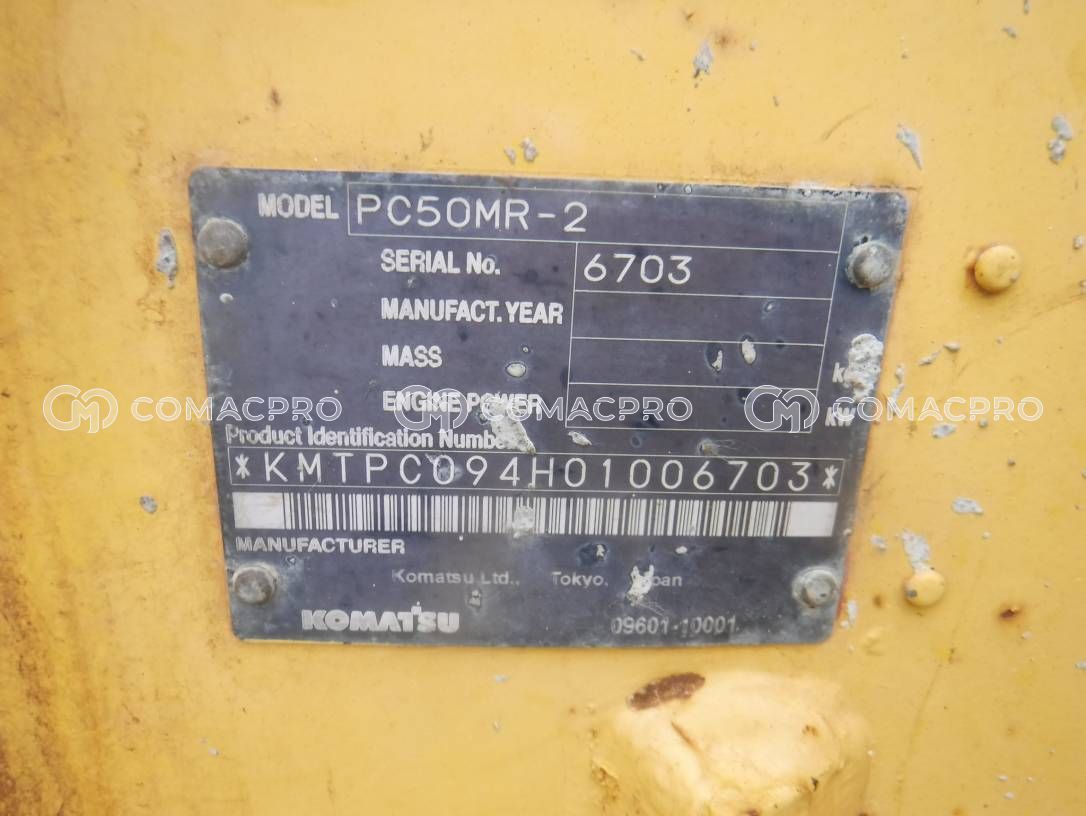 MODEL PC50MR-2
SERIAL No. 6703
MANUFACT. YEAR
MASS
ENGINE POWER kW
COMACPRO COMACPRO COMACPRO
Product Identification Number
*KMTPC094H01006703*
MANUFACTURER
Komatsu Ltd., Tokyo, Japan
KOMATSU 09601-10001